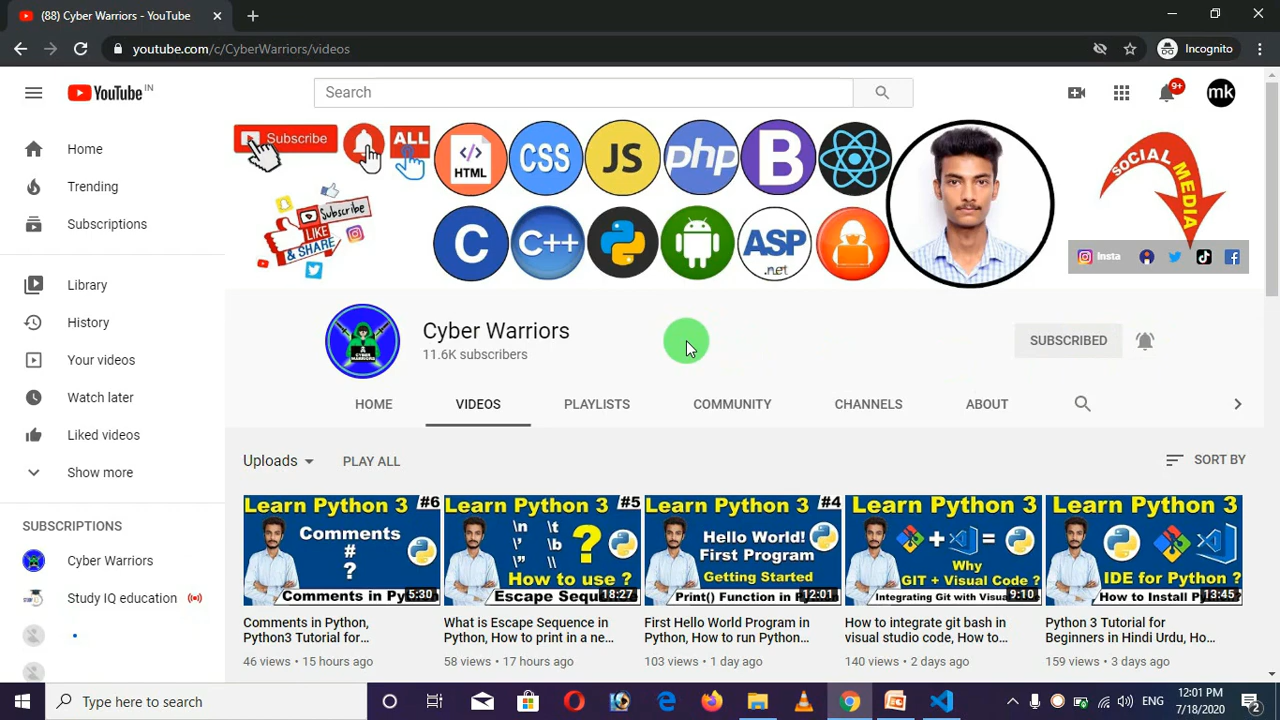 (88) Cyber Warriors - YouTube
youtube.com/c/CyberWarriors/videos
Incognito
YouTube IN
Search
9+
mk
Home
Trending
Subscriptions
Library
History
Your videos
Watch later
Liked videos
Show more
SUBSCRIPTIONS
Cyber Warriors
Study IQ education
Subscribe
ALL
HTML
CSS
JS
php
B
Subscribe
LIKE
& SHARE
C
C++
ASP
.net
SOCIAL
MEDIA
Insta
Cyber Warriors
11.6K subscribers
SUBSCRIBED
HOME
VIDEOS
PLAYLISTS
COMMUNITY
CHANNELS
ABOUT
Uploads
PLAY ALL
SORT BY
Learn Python 3 #6
Comments
#
?
Comments in Py
5:30
Comments in Python,
Python3 Tutorial for...
46 views • 15 hours ago
Learn Python 3 #5
\n \t
\' \b
\" \\
?
How to use ?
Escape Seque
18:27
What is Escape Sequence in
Python, How to print in a ne...
58 views • 17 hours ago
Learn Python 3 #4
Hello World!
First Program
Getting Started
Print() Function in P
12:01
First Hello World Program in
Python, How to run Python...
103 views • 1 day ago
Learn Python 3
+ =
Why
GIT + Visual Code ?
Integrating Git with Visua
9:10
How to integrate git bash in
visual studio code, How to...
140 views • 2 days ago
Learn Python 3
IDE for Python ?
How to Install P
13:45
Python 3 Tutorial for
Beginners in Hindi Urdu, Ho...
159 views • 3 days ago
Type here to search
ENG
12:01 PM
7/18/2020
2